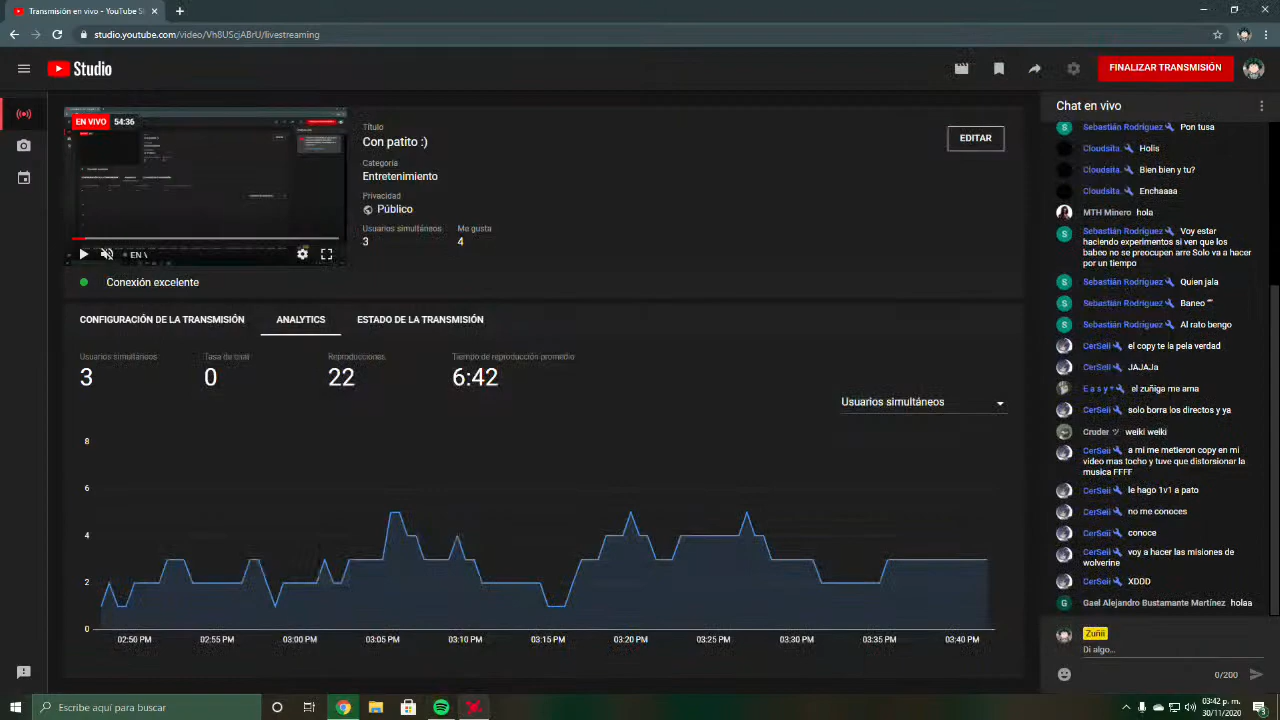 Transmisión en vivo - YouTube St
studio.youtube.com/video/Vh8UScjABrU/livestreaming
Studio
FINALIZAR TRANSMISIÓN
EN VIVO 54:36
EN V
Título
Con patito :)
Categoría
Entretenimiento
Privacidad
Público
Usuarios simultáneos Me gusta
3 4
EDITAR
Conexión excelente
CONFIGURACIÓN DE LA TRANSMISIÓN ANALYTICS ESTADO DE LA TRANSMISIÓN
Usuarios simultáneos Tasa de chat Reproducciones Tiempo de reproducción promedio
3 0 22 6:42
Usuarios simultáneos
8
6
4
2
0
02:50 PM 02:55 PM 03:00 PM 03:05 PM 03:10 PM 03:15 PM 03:20 PM 03:25 PM 03:30 PM 03:35 PM 03:40 PM
Chat en vivo
Sebastián Rodríguez Pon tusa
Cloudsita. Holis
Cloudsita. Bien bien y tu?
Cloudsita. Enchaaaa
MTH Minero hola
Sebastián Rodríguez Voy estar
haciendo experimentos si ven que los
babeo no se preocupen arre Solo va a hacer
por un tiempo
Sebastián Rodríguez Quien jala
Sebastián Rodríguez Baneo
Sebastián Rodríguez Al rato bengo
CerSeii el copy te la pela verdad
CerSeii JAJAJa
E a s y el zuñiga me ama
CerSeii solo borra los directos y ya
Cruder ツ weiki weiki
CerSeii a mi me metieron copy en mi
video mas tocho y tuve que distorsionar la
musica FFFF
CerSeii le hago 1v1 a pato
CerSeii no me conoces
CerSeii conoce
CerSeii voy a hacer las misiones de
wolverine
CerSeii XDDD
Gael Alejandro Bustamante Martínez holaa
Zuñii
Di algo...
0/200
Escribe aquí para buscar
03:42 p. m.
30/11/2020
3